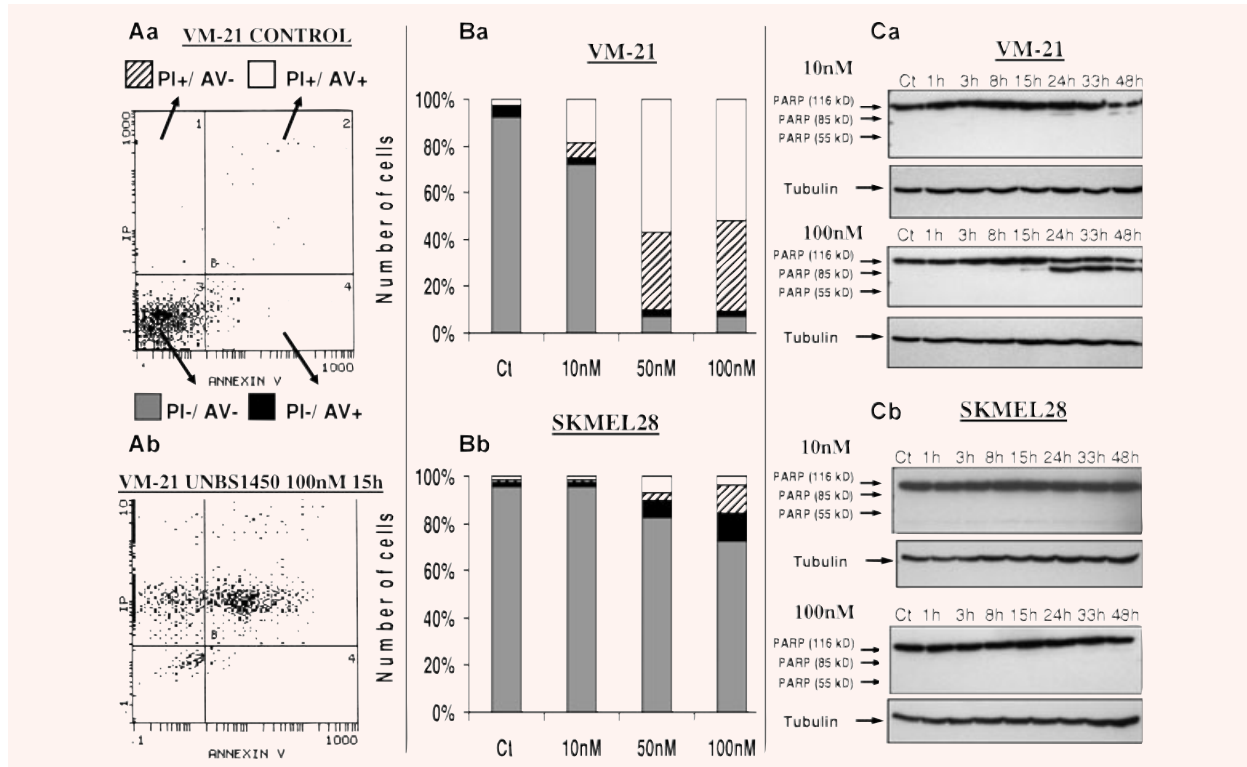 Aa VM-21 CONTROL
PI+/ AV- PI+/ AV+
1000
1 2
IP
B
3 4
1
1000
ANNEXIN V
PI-/ AV- PI-/ AV+
Ab
VM-21 UNBS1450 100nM 15h
10
IP
B
4
.1
.1 1000
ANNEXIN V
Ba VM-21
Number of cells
100%
80%
60%
40%
20%
0%
Ct 10nM 50nM 100nM
Bb SKMEL28
Number of cells
100%
80%
60%
40%
20%
0%
Ct 10nM 50nM 100nM
Ca VM-21
10nM
Ct 1h 3h 8h 15h 24h 33h 48h
PARP (116 kD)
PARP (85 kD)
PARP (55 kD)
Tubulin
100nM
Ct 1h 3h 8h 15h 24h 33h 48h
PARP (116 kD)
PARP (85 kD)
PARP (55 kD)
Tubulin
Cb SKMEL28
10nM
Ct 1h 3h 8h 15h 24h 33h 48h
PARP (116 kD)
PARP (85 kD)
PARP (55 kD)
Tubulin
100nM
Ct 1h 3h 8h 15h 24h 33h 48h
PARP (116 kD)
PARP (85 kD)
PARP (55 kD)
Tubulin